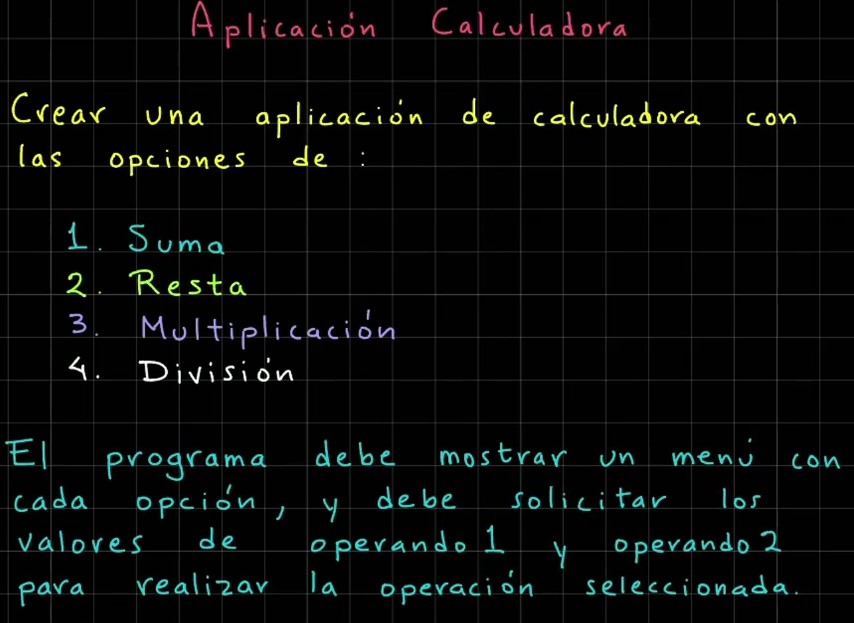 Aplicación Calculadora
Crear una aplicación de calculadora con
las opciones de :
1. Suma
2. Resta
3. Multiplicación
4. División
El programa debe mostrar un menú con
cada opción, y debe solicitar los
valores de operando 1 y operando 2
para realizar la operación seleccionada.